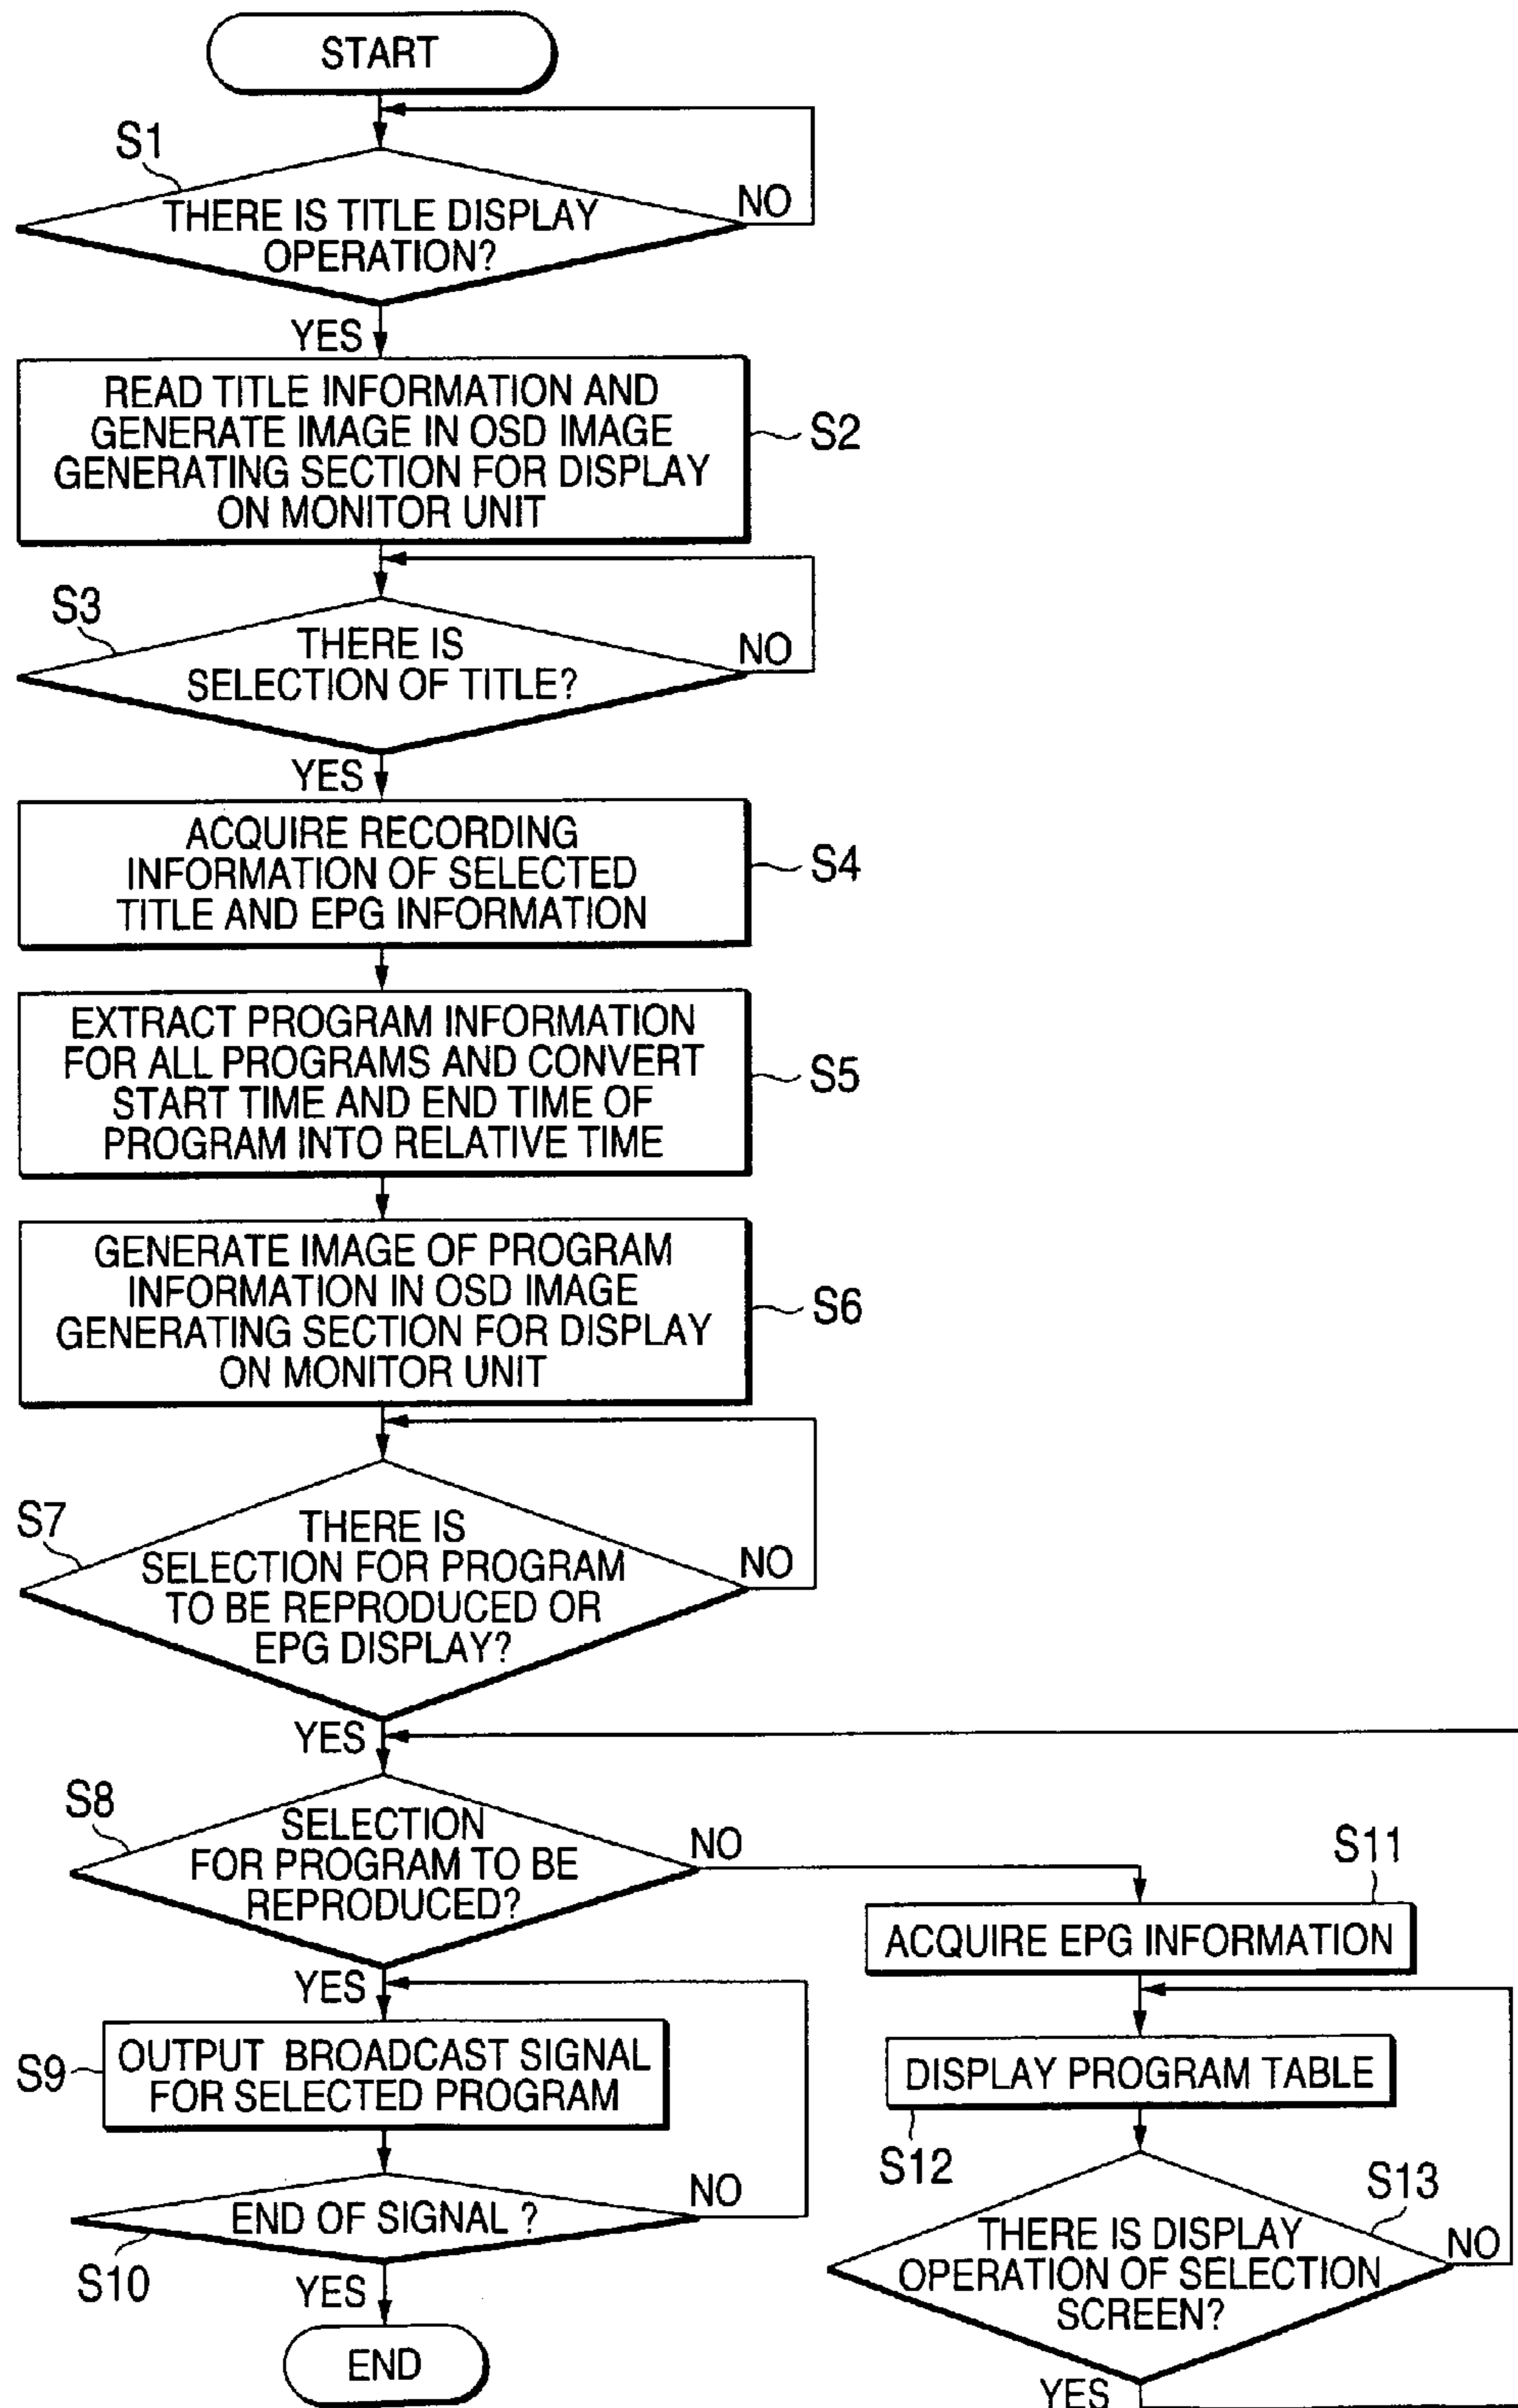 START
S1
THERE IS TITLE DISPLAY
OPERATION?
NO
YES
READ TITLE INFORMATION AND
GENERATE IMAGE IN OSD IMAGE
GENERATING SECTION FOR DISPLAY
ON MONITOR UNIT
S2
S3
THERE IS
SELECTION OF TITLE?
NO
YES
ACQUIRE RECORDING
INFORMATION OF SELECTED
TITLE AND EPG INFORMATION
S4
EXTRACT PROGRAM INFORMATION
FOR ALL PROGRAMS AND CONVERT
START TIME AND END TIME OF
PROGRAM INTO RELATIVE TIME
S5
GENERATE IMAGE OF PROGRAM
INFORMATION IN OSD IMAGE
GENERATING SECTION FOR DISPLAY
ON MONITOR UNIT
S6
S7
THERE IS
SELECTION FOR PROGRAM
TO BE REPRODUCED OR
EPG DISPLAY?
NO
YES
S8
SELECTION
FOR PROGRAM TO BE
REPRODUCED?
NO
YES
S9
OUTPUT BROADCAST SIGNAL
FOR SELECTED PROGRAM
END OF SIGNAL ?
NO
S10
YES
END
S11
ACQUIRE EPG INFORMATION
DISPLAY PROGRAM TABLE
S12
S13
THERE IS DISPLAY
OPERATION OF SELECTION
SCREEN?
NO
YES